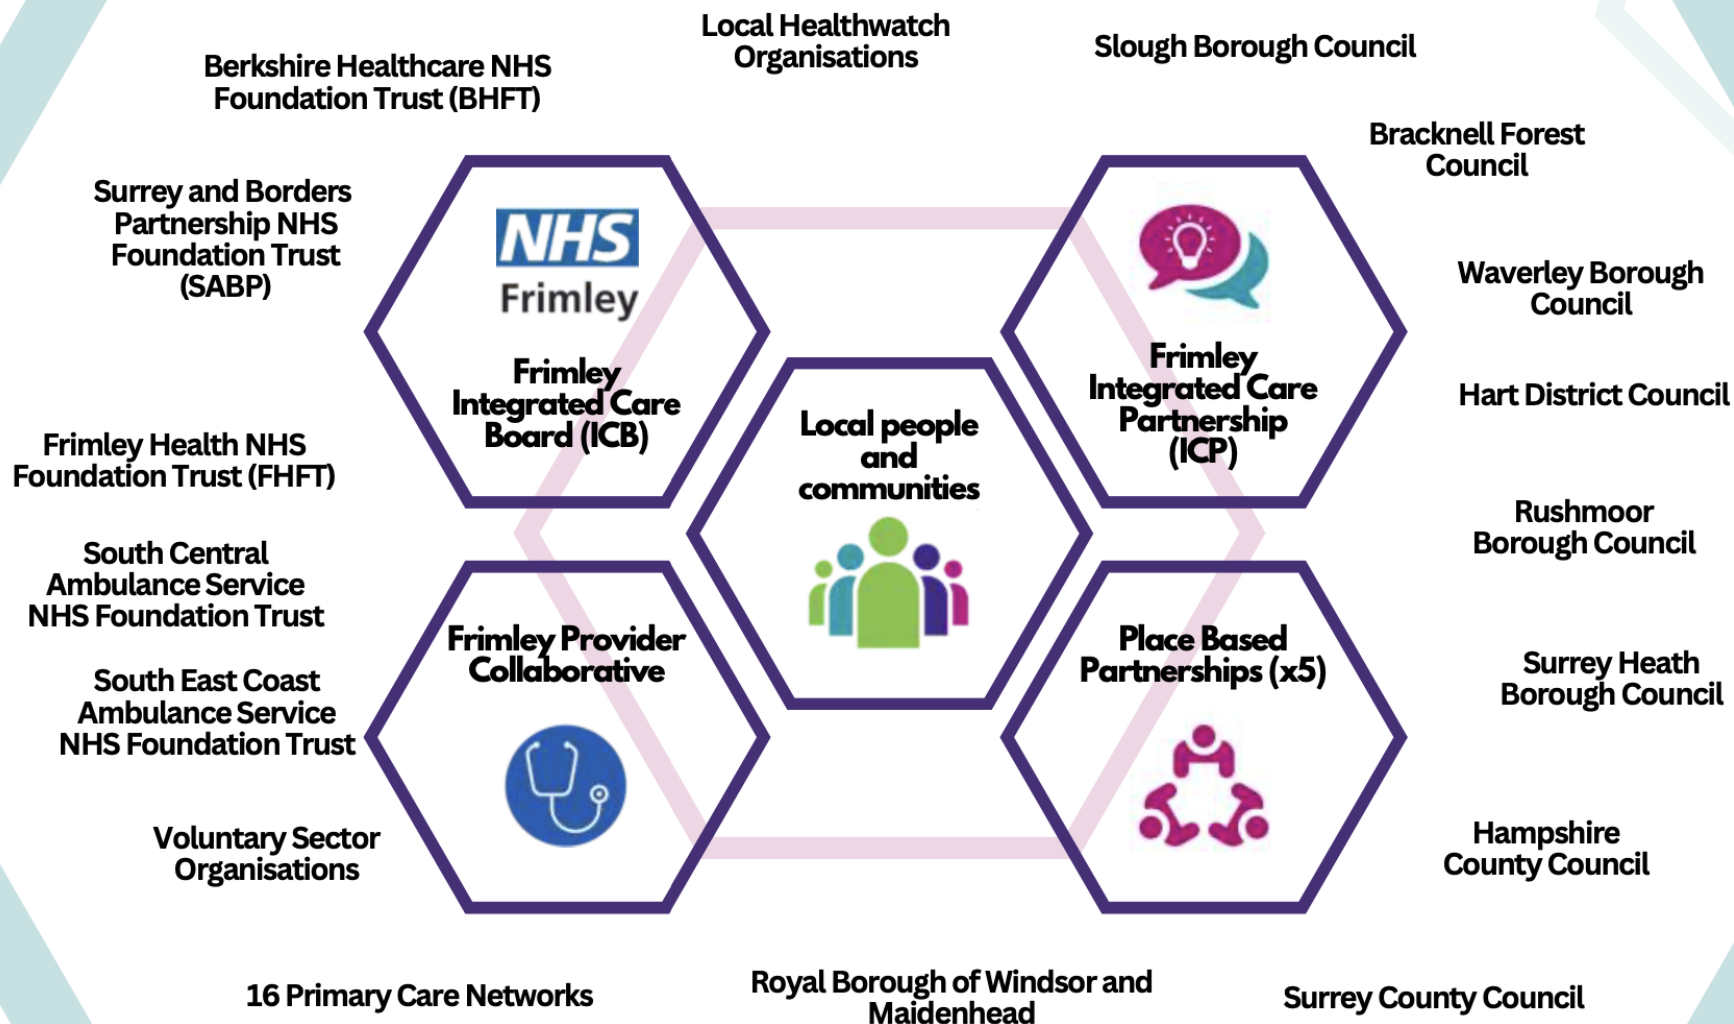 Local Healthwatch
Organisations
Slough Borough Council
Berkshire Healthcare NHS
Foundation Trust (BHFT)
Bracknell Forest
Council
Surrey and Borders
Partnership NHS
Foundation Trust
(SABP)
NHS
Frimley
Frimley
Integrated Care
Board (ICB)
Frimley
Integrated Care
Partnership
(ICP)
Waverley Borough
Council
Hart District Council
Local people
and
communities
Frimley Health NHS
Foundation Trust (FHFT)
Rushmoor
Borough Council
South Central
Ambulance Service
NHS Foundation Trust
Frimley Provider
Collaborative
Place Based
Partnerships (x5)
Surrey Heath
Borough Council
South East Coast
Ambulance Service
NHS Foundation Trust
Voluntary Sector
Organisations
Hampshire
County Council
16 Primary Care Networks
Royal Borough of Windsor and
Maidenhead
Surrey County Council